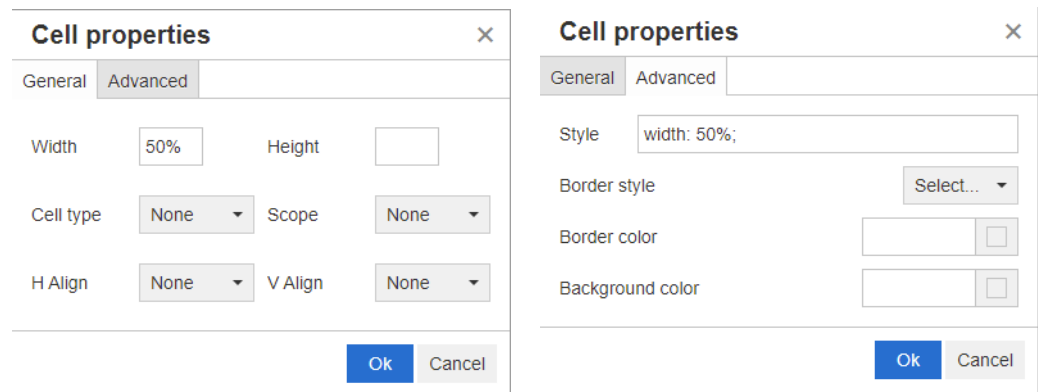 Cell properties ×
General Advanced
Width 50% Height
Cell type None Scope None
H Align None V Align None
Ok Cancel
Cell properties ×
General Advanced
Style width: 50%;
Border style Select...
Border color
Background color
Ok Cancel